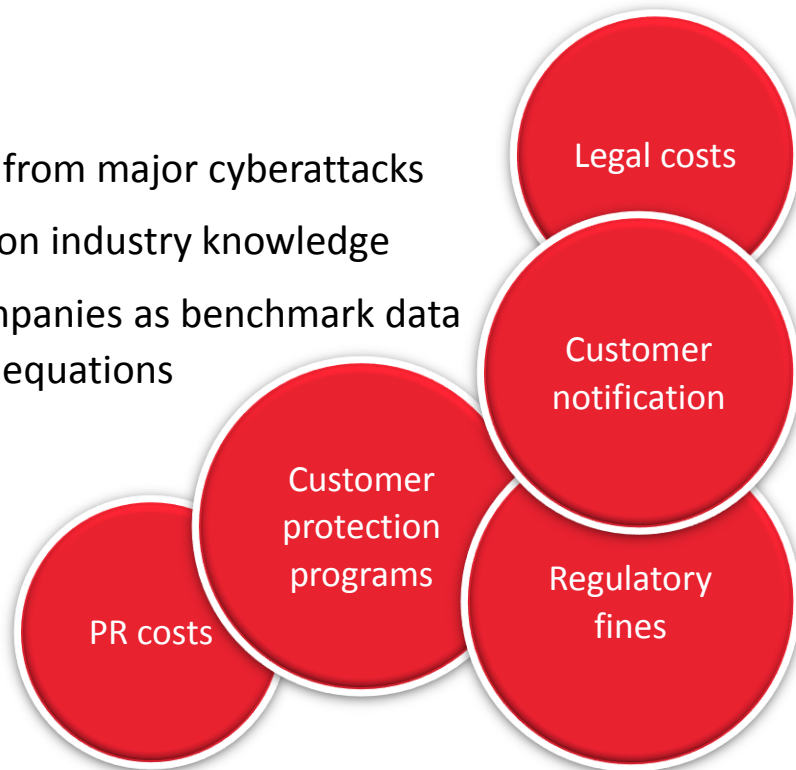 from major cyberattacks
on industry knowledge
mpanies as benchmark data
equations
Legal costs
Customer
notification
Customer
protection
programs
Regulatory
fines
PR costs